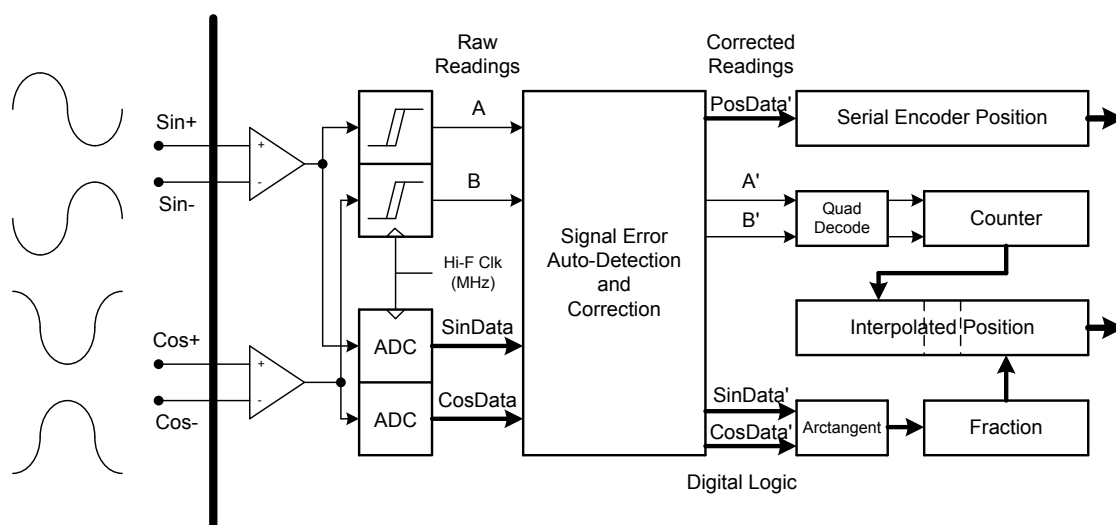 Raw
Readings
Corrected
Readings
A
PosData'
Serial Encoder Position
Sin+
+
-
Sin-
B
A'
B'
Quad
Decode
Counter
Signal Error
Auto-Detection
and
Correction
Hi-F Clk
(MHz)
Interpolated Position
Cos+
+
-
Cos-
ADC
SinData
ADC
CosData
SinData'
CosData'
Arctangent
Fraction
Digital Logic